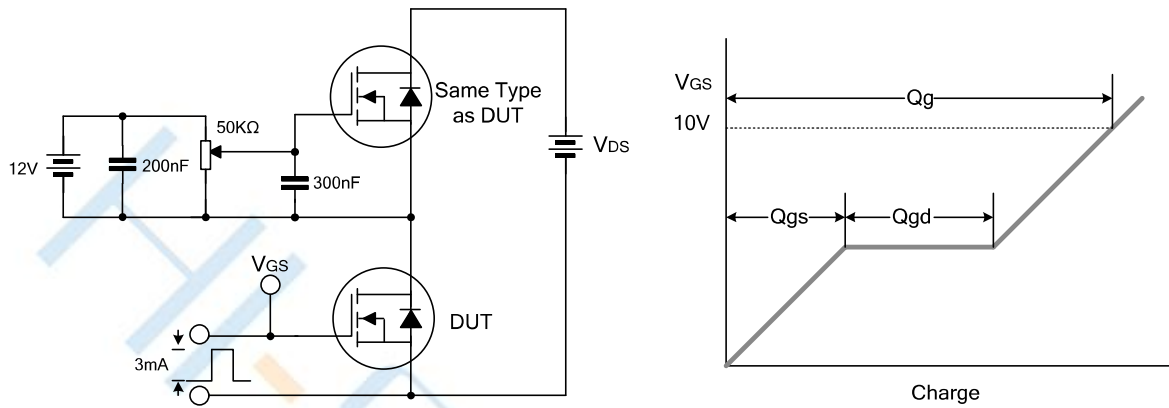 Same Type
as DUT
50KΩ
12V
200nF
300nF
VDS
VGS
DUT
3mA
VGS
Qg
10V
Qgs
Qgd
Charge